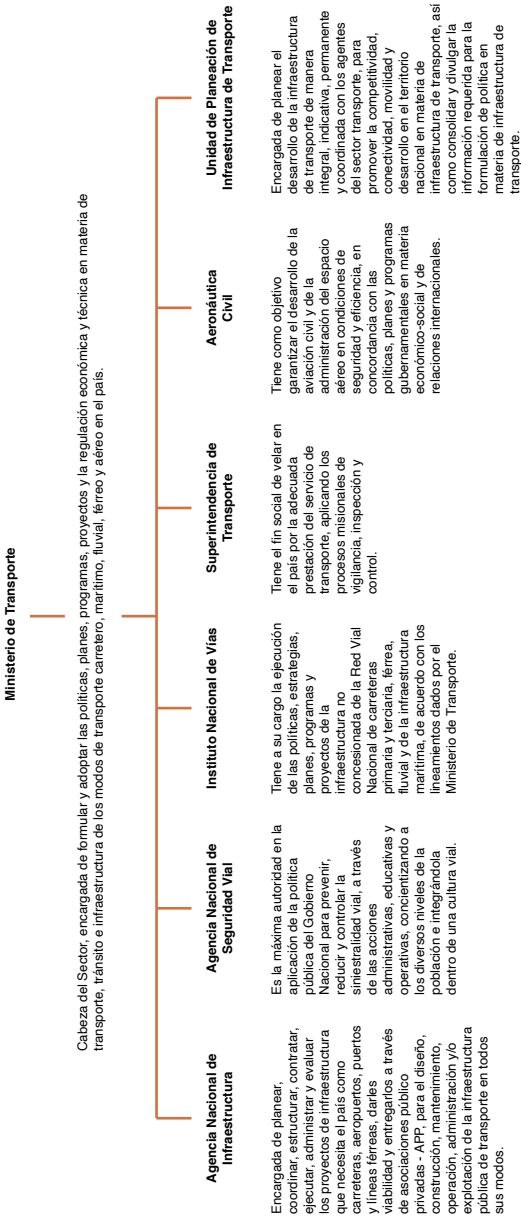 Ministerio de Transporte
Cabeza del Sector, encargada de formular y adoptar las políticas, planes, programas, proyectos y la regulación económica y técnica en materia de
transporte, tránsito e infraestructura de los modos de transporte carretero, marítimo, fluvial, férreo y aéreo en el país.
Agencia Nacional de
Infraestructura
Encargada de planear,
coordinar, estructurar, contratar,
ejecutar, administrar y evaluar
los proyectos de infraestructura
que necesita el país como
carreteras, aeropuertos, puertos
y líneas férreas, darles
viabilidad y entregarlos a través
de asociaciones público
privadas - APP, para el diseño,
construcción, mantenimiento,
operación, administración y/o
explotación de la infraestructura
pública de transporte en todos
sus modos.
Agencia Nacional de
Seguridad Vial
Es la máxima autoridad en la
aplicación de la política
pública del Gobierno
Nacional para prevenir,
reducir y controlar la
siniestralidad vial, a través
de las acciones
administrativas, educativas y
operativas, concientizando a
los diversos niveles de la
población e integrándola
dentro de una cultura vial.
Instituto Nacional de Vías
Tiene a su cargo la ejecución
de las políticas, estrategias,
planes, programas y
proyectos de la
infraestructura no
concesionada de la Red Vial
Nacional de carreteras
primaria y terciaria, férrea,
fluvial y de la infraestructura
marítima, de acuerdo con los
lineamientos dados por el
Ministerio de Transporte.
Superintendencia de
Transporte
Tiene el fin social de velar en
el país por la adecuada
prestación del servicio de
transporte, aplicando los
procesos misionales de
vigilancia, inspección y
control.
Aeronáutica
Civil
Tiene como objetivo
garantizar el desarrollo de la
aviación civil y de la
administración del espacio
aéreo en condiciones de
seguridad y eficiencia, en
concordancia con las
políticas, planes y programas
gubernamentales en materia
económico-social y de
relaciones internacionales.
Unidad de Planeación de
Infraestructura de Transporte
Encargada de planear el
desarrollo de la infraestructura
de transporte de manera
integral, indicativa, permanente
y coordinada con los agentes
del sector transporte, para
promover la competitividad,
conectividad, movilidad y
desarrollo en el territorio
nacional en materia de
infraestructura de transporte, así
como consolidar y divulgar la
información requerida para la
formulación de política en
materia de infraestructura de
transporte.